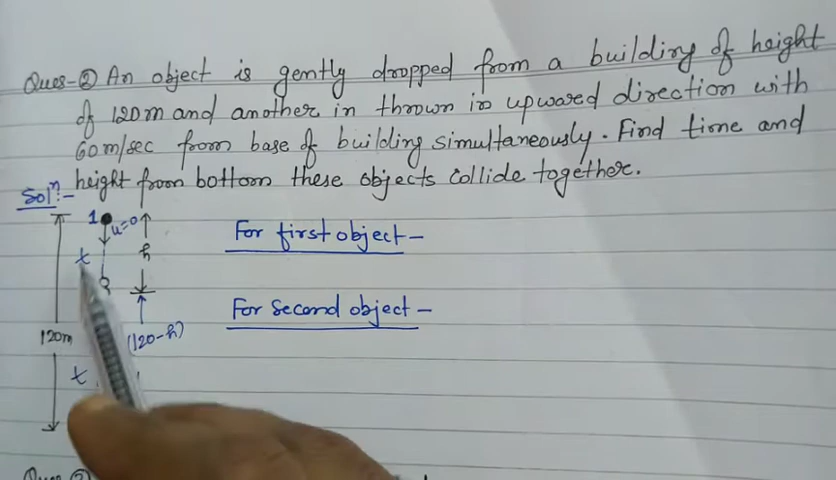 Ques-② An object is gently dropped from a building of height
of 120m and another in thrown in upward direction with
60m/sec from base of building simultaneously. Find time and
height from bottom these objects collide together.
Solⁿ:-
1 u=0
For first object-
t h
For Second object-
120m (120-h)
t